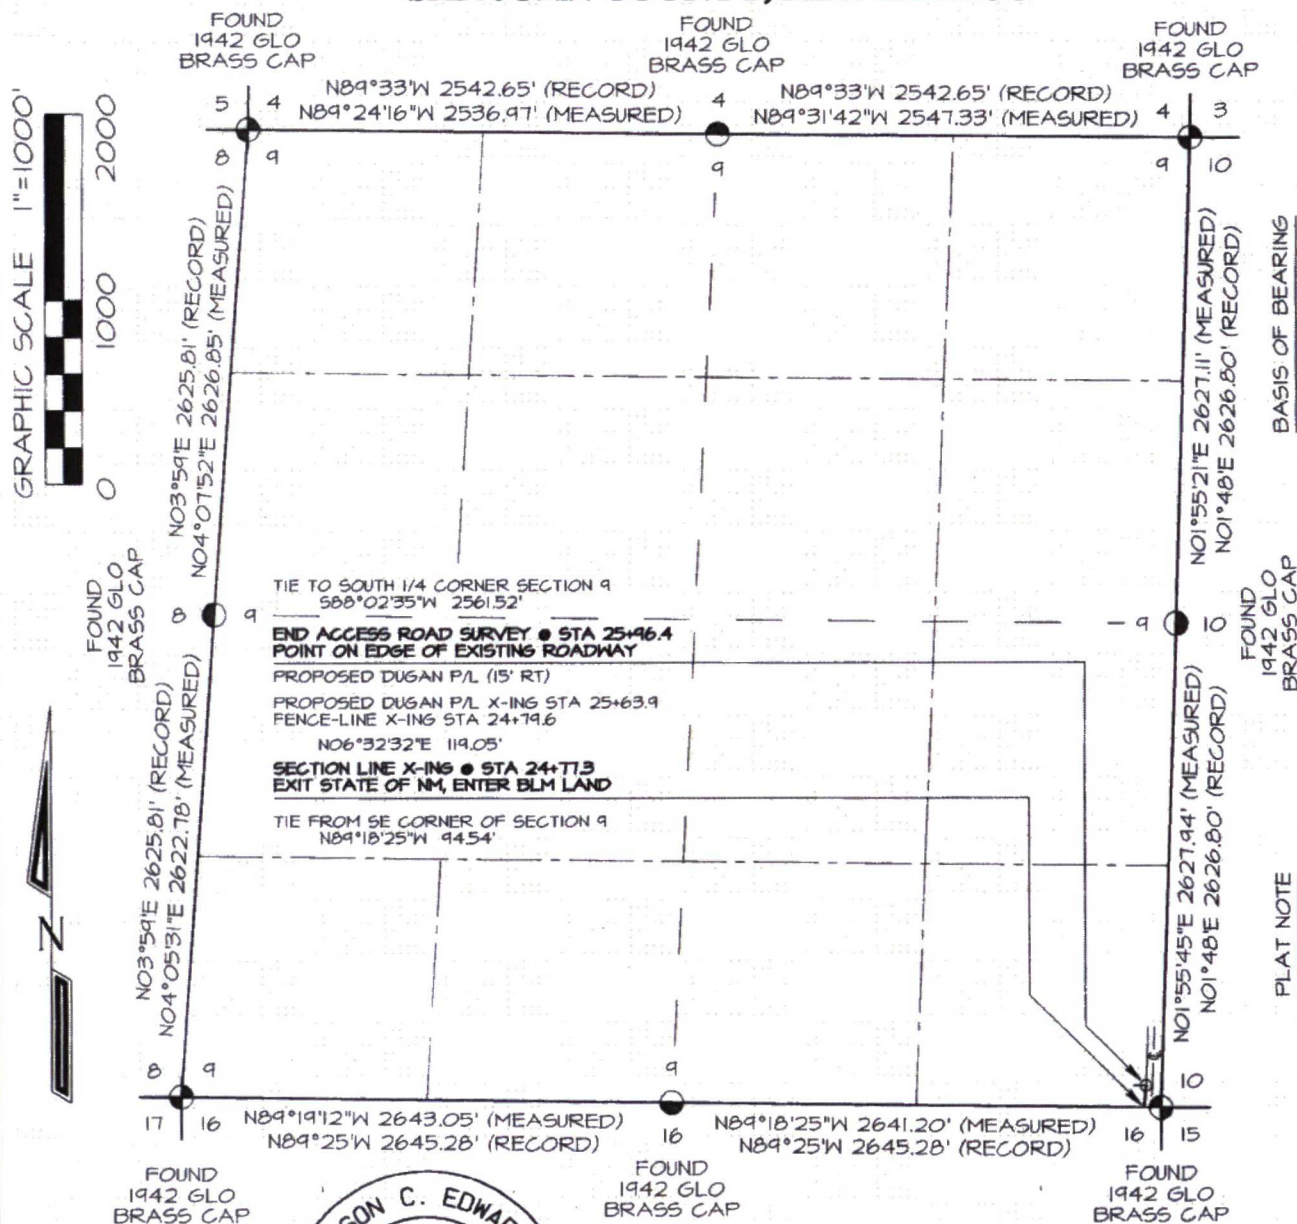 FOUND
1942 GLO
BRASS CAP
FOUND
1942 GLO
BRASS CAP
FOUND
1942 GLO
BRASS CAP
N89°33'W 2542.65' (RECORD)
N89°24'16"W 2536.97' (MEASURED)
N89°33'W 2542.65' (RECORD)
N89°31'42"W 2547.33' (MEASURED)
5 4
8 9
4
9
4 3
9 10
GRAPHIC SCALE 1"=1000'
0 1000 2000
N03°59'E 2625.81' (RECORD)
N04°07'52"E 2626.85' (MEASURED)
N01°55'21"E 2627.11' (MEASURED)
N01°48'E 2626.80' (RECORD)
BASIS OF BEARING
FOUND
1942 GLO
BRASS CAP
8 9
TIE TO SOUTH 1/4 CORNER SECTION 9
S88°02'35"W 2561.52'
END ACCESS ROAD SURVEY @ STA 25+96.4
POINT ON EDGE OF EXISTING ROADWAY
PROPOSED DUGAN P/L (15' RT)
PROPOSED DUGAN P/L X-ING STA 25+63.9
FENCE-LINE X-ING STA 24+79.6
N06°32'32"E 119.05'
SECTION LINE X-ING @ STA 24+77.3
EXIT STATE OF NM, ENTER BLM LAND
TIE FROM SE CORNER OF SECTION 9
N89°18'25"W 94.54'
9 10
FOUND
1942 GLO
BRASS CAP
N03°59'E 2625.81' (RECORD)
N04°05'31"E 2622.78' (MEASURED)
N01°55'45"E 2627.94' (MEASURED)
N01°48'E 2626.80' (RECORD)
PLAT NOTE
N
8 9
17 16
9
16
10
16 15
N89°19'12"W 2643.05' (MEASURED)
N89°25'W 2645.28' (RECORD)
N89°18'25"W 2641.20' (MEASURED)
N89°25'W 2645.28' (RECORD)
FOUND
1942 GLO
BRASS CAP
FOUND
1942 GLO
BRASS CAP
FOUND
1942 GLO
BRASS CAP
SON C. EDWAR